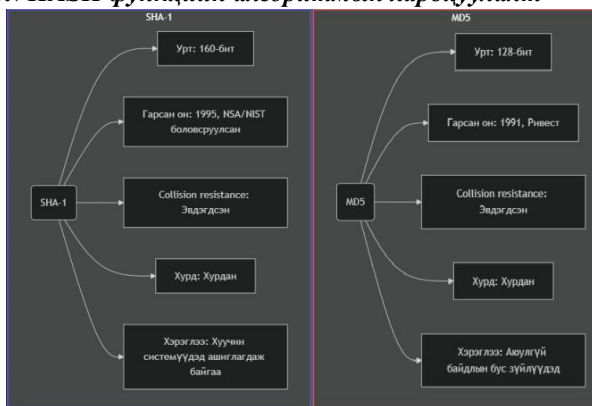 HASH функцийн алгоритмын харьцуулалт
SHA-1
Урт: 160-бит
Гарсан он: 1995, NSA/NIST
боловсруулсан
SHA-1
Collision resistance:
Эвдэгдсэн
Хурд: Хурдан
Хэрэглээ: Хуучин
системүүдэд ашиглагдаж
байгаа
MD5
Урт: 128-бит
Гарсан он: 1991, Ривест
MD5
Collision resistance:
Эвдэгдсэн
Хурд: Хурдан
Хэрэглээ: Аюулгүй
байдлын бус зүйлүүдэд